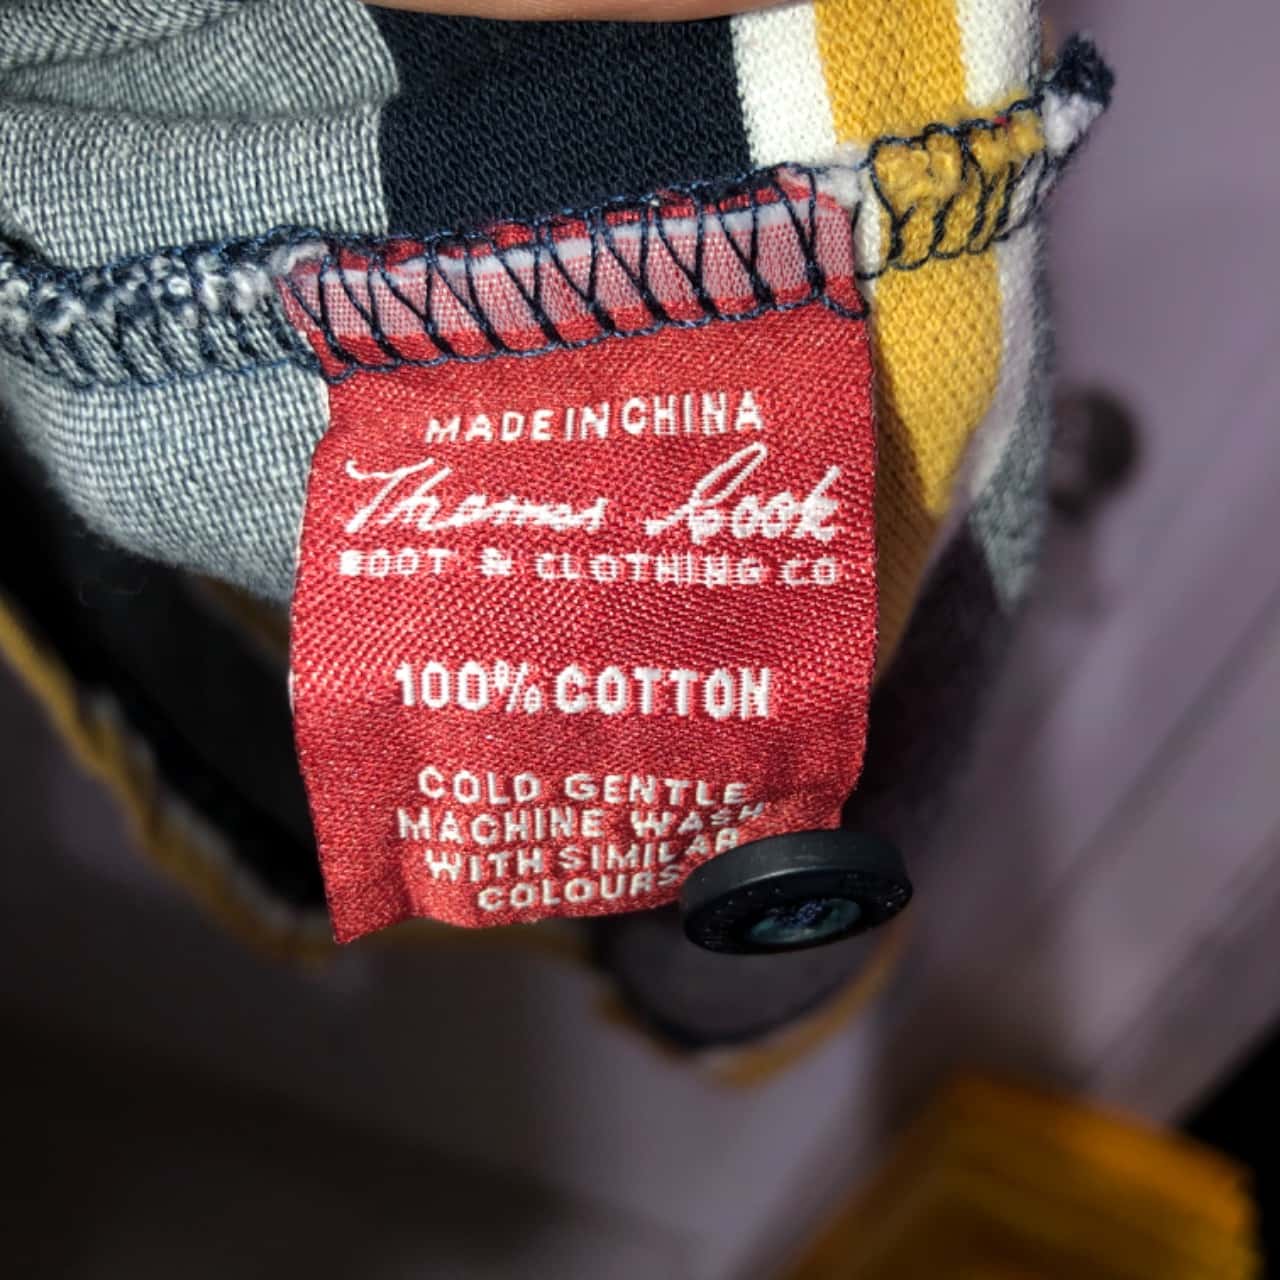 MADE IN CHINA
Thomas Cook
BOOT & CLOTHING CO
100% COTTON
COLD GENTLE
MACHINE WASH
WITH SIMILAR
COLOURS